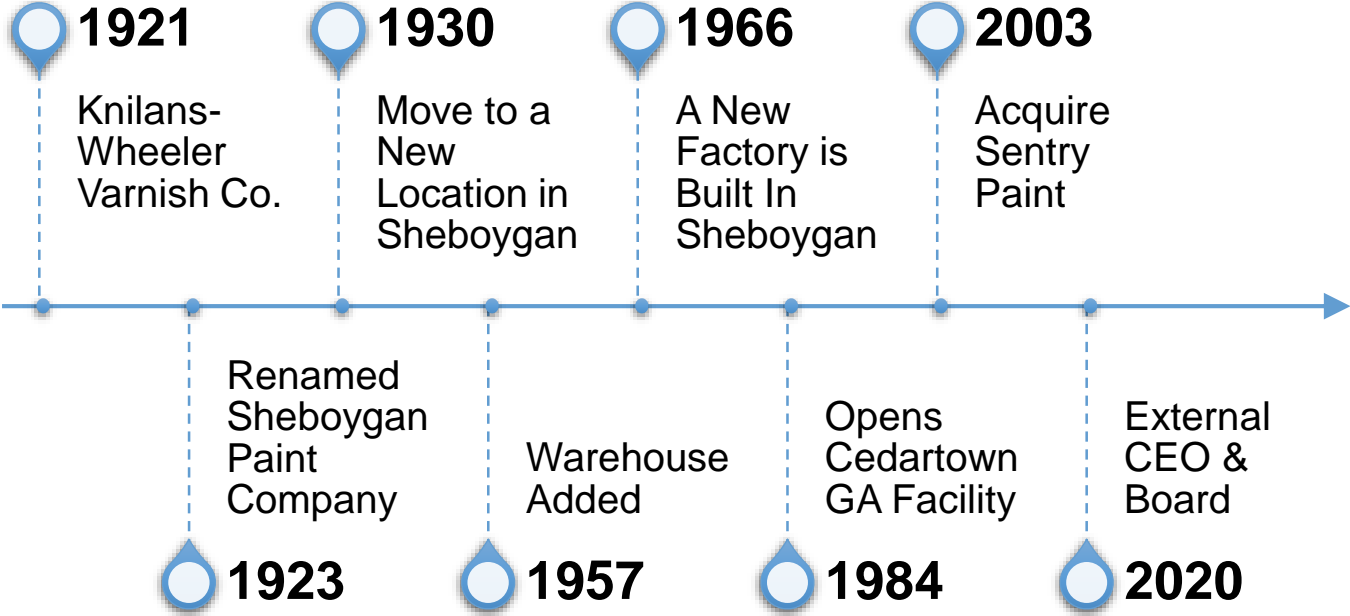 1921
Knilans-
Wheeler
Varnish Co.
1930
Move to a
New
Location in
Sheboygan
1966
A New
Factory is
Built In
Sheboygan
2003
Acquire
Sentry
Paint
Renamed
Sheboygan
Paint
Company
1923
Warehouse
Added
1957
Opens
Cedartown
GA Facility
1984
External
CEO &
Board
2020